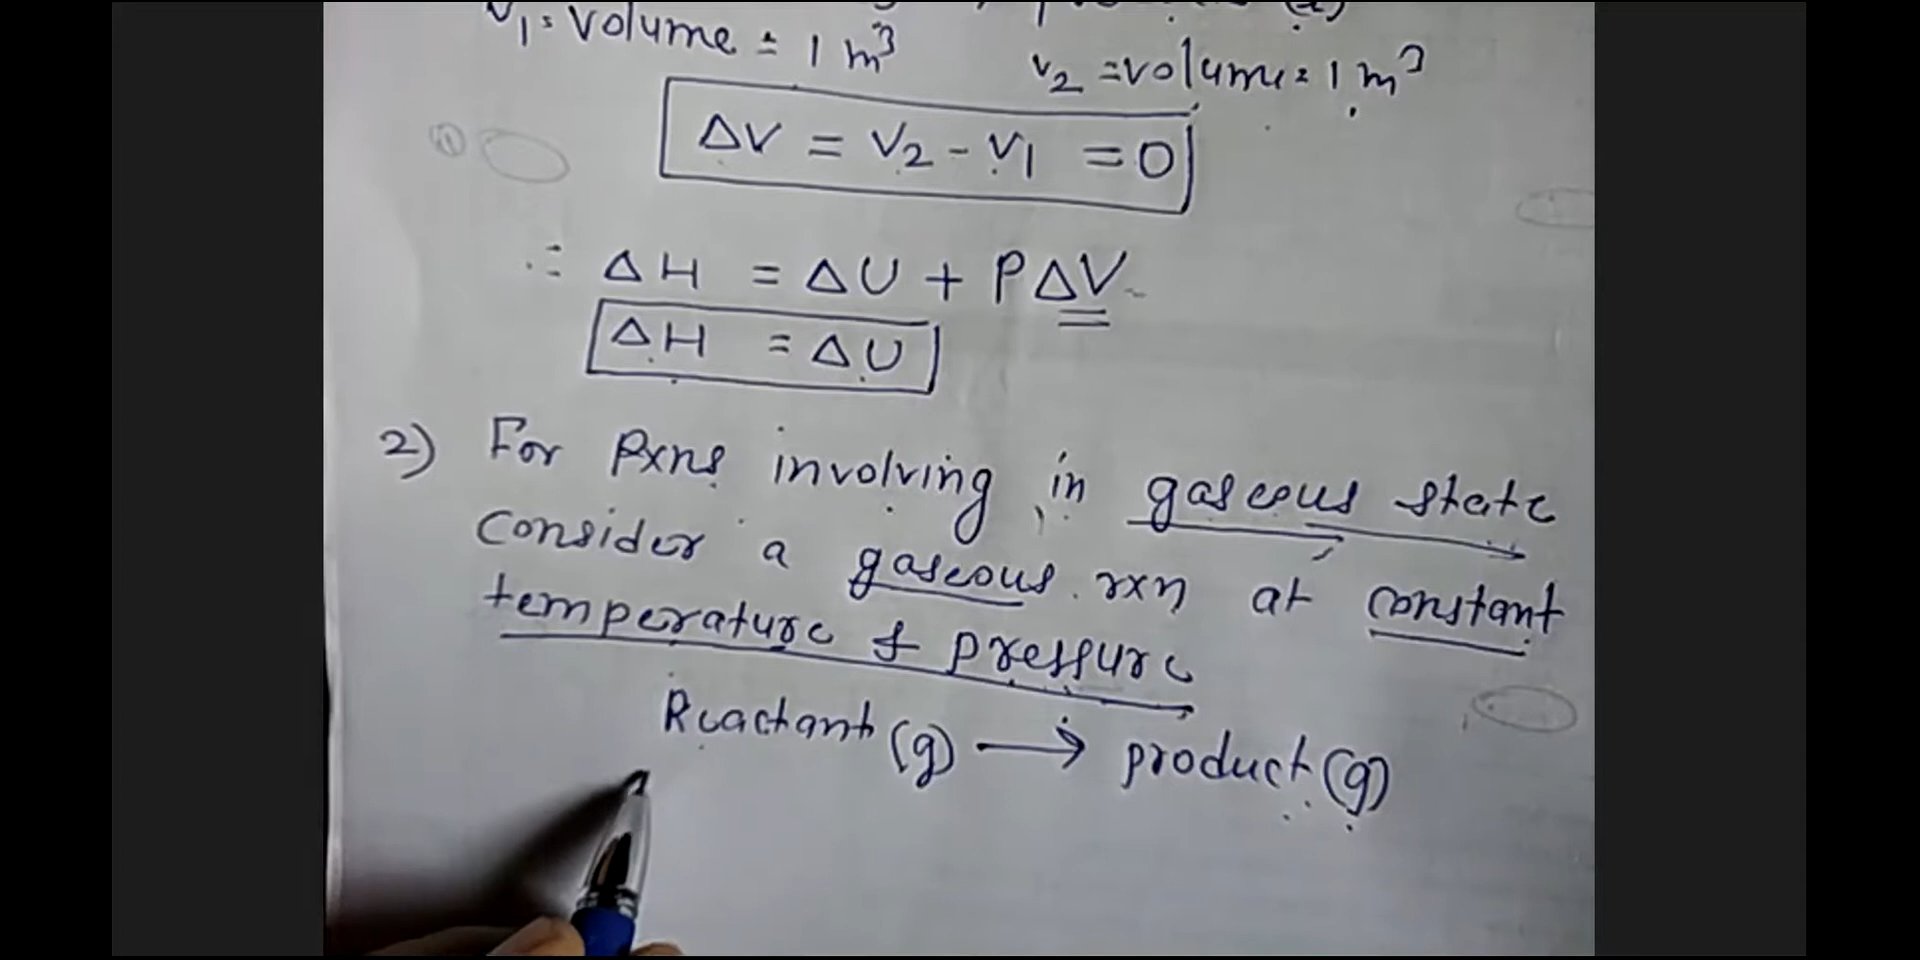 V1 = Volume = 1 m³ V2 = volume = 1 m³
ΔV = V2 - V1 = 0
∴ ΔH = ΔU + PΔV
ΔH = ΔU
2) For Rxns involving in gaseous state
consider a gaseous rxn at constant
temperature & pressure
Reactant (g) → product (g)